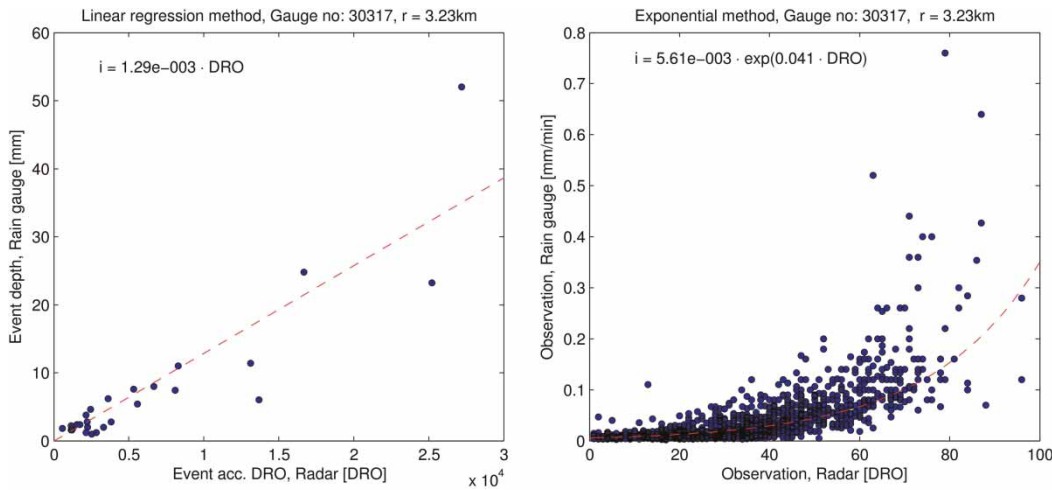 Linear regression method, Gauge no: 30317, r = 3.23km
60
50
40
30
20
10
0
i = 1.29e−003 · DRO
Event depth, Rain gauge [mm]
0 0.5 1 1.5 2 2.5 3
Event acc. DRO, Radar [DRO]
x 10^4
Exponential method, Gauge no: 30317, r = 3.23km
0.8
0.7
0.6
0.5
0.4
0.3
0.2
0.1
0
i = 5.61e−003 · exp(0.041 · DRO)
Observation, Rain gauge [mm/min]
0 20 40 60 80 100
Observation, Radar [DRO]